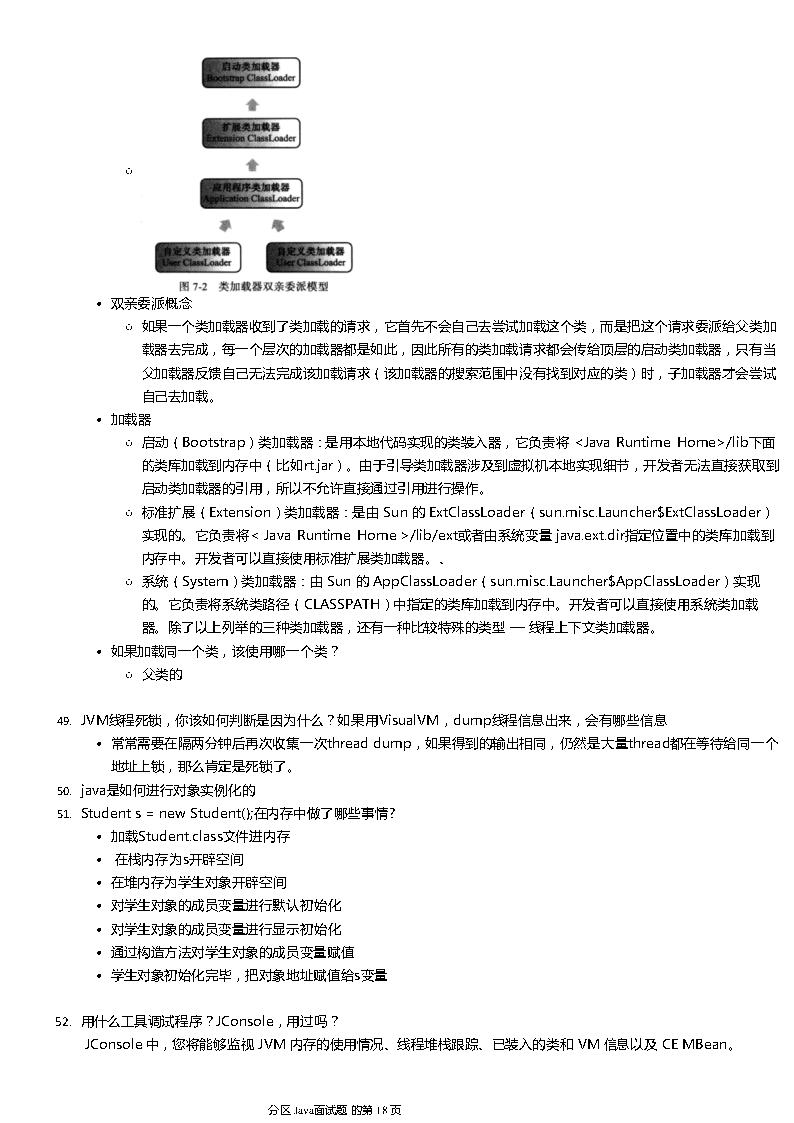 启动类加载器
Bootstrap ClassLoader
扩展类加载器
Extension ClassLoader
应用程序类加载器
Application ClassLoader
自定义类加载器
User ClassLoader
自定义类加载器
User ClassLoader
图 7-2 类加载器双亲委派模型
• 双亲委派概念
○ 如果一个类加载器收到了类加载的请求，它首先不会自己去尝试加载这个类，而是把这个请求委派给父类加
载器去完成，每一个层次的加载器都是如此，因此所有的类加载请求都会传给顶层的启动类加载器，只有当
父加载器反馈自己无法完成该加载请求（该加载器的搜索范围中没有找到对应的类）时，子加载器才会尝试
自己去加载。
• 加载器
○ 启动（Bootstrap）类加载器：是用本地代码实现的类装入器，它负责将 <Java Runtime Home>/lib下面
的类库加载到内存中（比如rt.jar）。由于引导类加载器涉及到虚拟机本地实现细节，开发者无法直接获取到
启动类加载器的引用，所以不允许直接通过引用进行操作。
○ 标准扩展（Extension）类加载器：是由 Sun 的 ExtClassLoader（sun.misc.Launcher$ExtClassLoader）
实现的。它负责将< Java Runtime Home >/lib/ext或者由系统变量 java.ext.dir指定位置中的类库加载到
内存中。开发者可以直接使用标准扩展类加载器。、
○ 系统（System）类加载器：由 Sun 的 AppClassLoader（sun.misc.Launcher$AppClassLoader）实现
的。它负责将系统类路径（CLASSPATH）中指定的类库加载到内存中。开发者可以直接使用系统类加载
器。除了以上列举的三种类加载器，还有一种比较特殊的类型 — 线程上下文类加载器。
• 如果加载同一个类，该使用哪一个类？
○ 父类的
49. JVM线程死锁，你该如何判断是因为什么？如果用VisualVM，dump线程信息出来，会有哪些信息
• 常常需要在隔两分钟后再次收集一次thread dump，如果得到的输出相同，仍然是大量thread都在等待给同一个
地址上锁，那么肯定是死锁了。
50. java是如何进行对象实例化的
51. Student s = new Student();在内存中做了哪些事情?
• 加载Student.class文件进内存
• 在栈内存为s开辟空间
• 在堆内存为学生对象开辟空间
• 对学生对象的成员变量进行默认初始化
• 对学生对象的成员变量进行显示初始化
• 通过构造方法对学生对象的成员变量赋值
• 学生对象初始化完毕，把对象地址赋值给s变量
52. 用什么工具调试程序？JConsole，用过吗？
JConsole 中，您将能够监视 JVM 内存的使用情况、线程堆栈跟踪、已装入的类和 VM 信息以及 CE MBean。
分区 Java面试题 的第 18 页